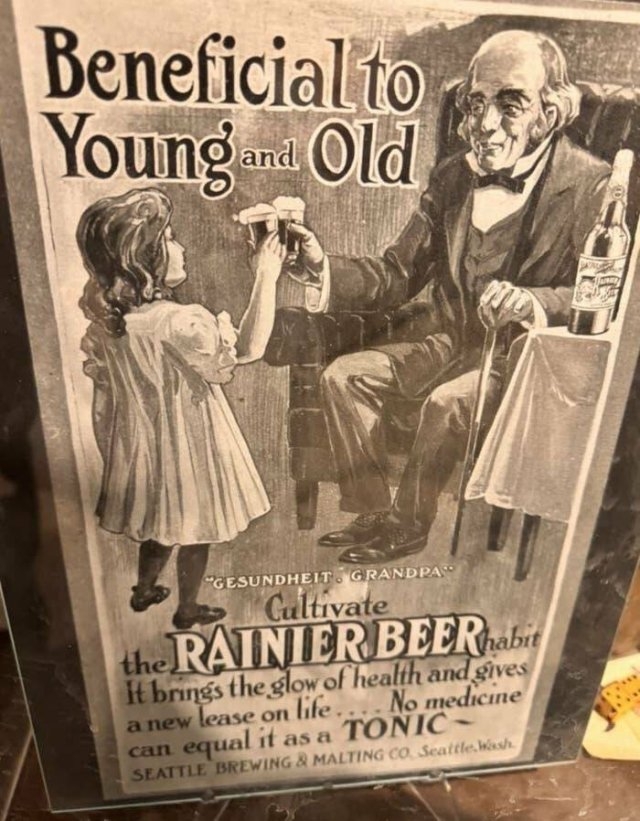 Beneficial to
Young and Old
RAINIER
"GESUNDHEIT. GRANDPA"
Cultivate
the RAINIER BEER habit
It brings the glow of health and gives
a new lease on life.... No medicine
can equal it as a TONIC~
SEATTLE BREWING & MALTING CO. Seattle.Wash.